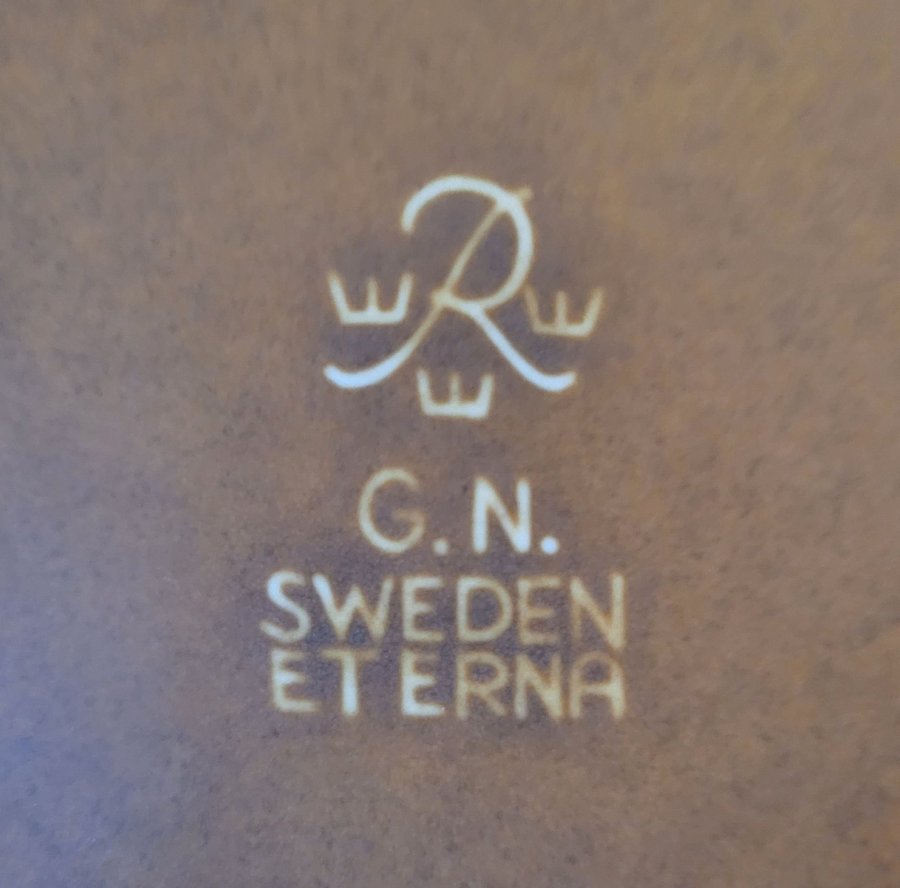 R
G.N.
SWEDEN
ETERNA